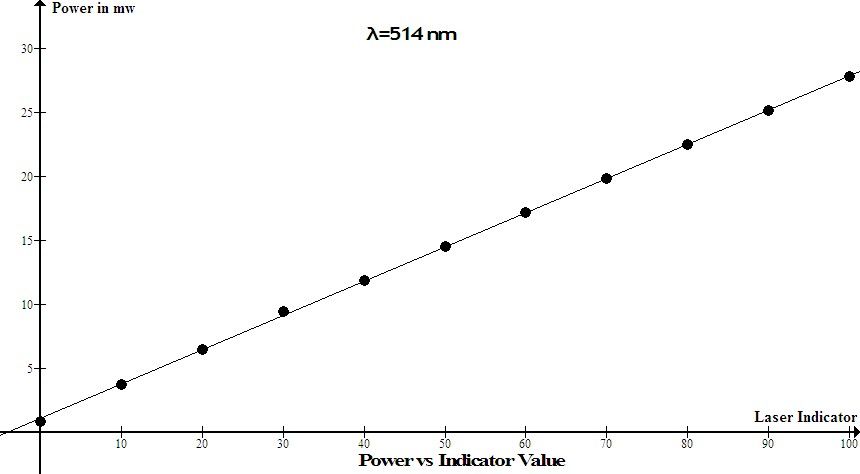 Power in mw
λ=514 nm
30
25
20
15
10
5
Laser Indicator
10 20 30 40 50 60 70 80 90 100
Power vs Indicator Value